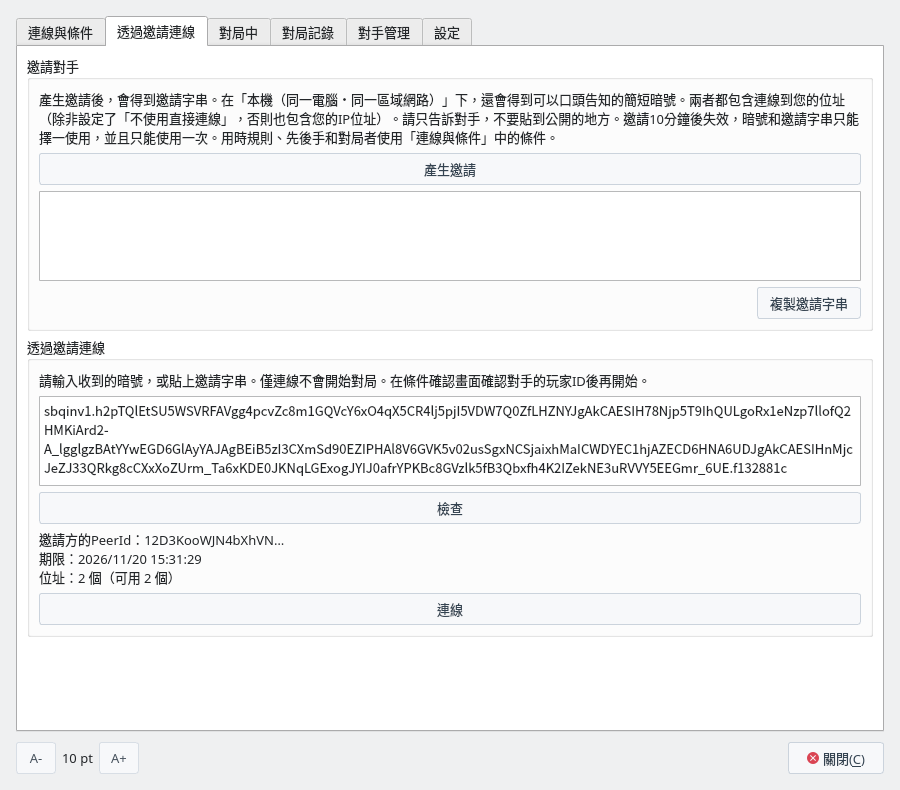 連線與條件 透過邀請連線 對局中 對局記錄 對手管理 設定
邀請對手
產生邀請後，會得到邀請字串。在「本機（同一電腦・同一區域網路）」下，還會得到可以口頭告知的簡短暗號。兩者都包含連線到您的位址
（除非設定了「不使用直接連線」，否則也包含您的IP位址）。請只告訴對手，不要貼到公開的地方。邀請10分鐘後失效，暗號和邀請字串只能
擇一使用，並且只能使用一次。用時規則、先後手和對局者使用「連線與條件」中的條件。
產生邀請
複製邀請字串
透過邀請連線
請輸入收到的暗號，或貼上邀請字串。僅連線不會開始對局。在條件確認畫面確認對手的玩家ID後再開始。
sbqinv1.h2pTQlEtSU5WSVRFAVgg4pcvZc8m1GQVcY6xO4qX5CR4lj5pjI5VDW7Q0ZfLHZNYJgAkCAESIH78Njp5T9IhQULgoRx1eNzp7llofQ2
HMKiArd2-
A_lgglgzBAtYYwEGD6GlAyYAJAgBEiB5zI3CXmSd90EZIPHAl8V6GVK5v02usSgxNCSjaixhMaICWDYEC1hjAZECD6HNA6UDJgAkCAESIHnMjc
JeZJ33QRkg8cCXxXoZUrm_Ta6xKDE0JKNqLGExogJYIJ0afrYPKBc8GVzlk5fB3Qbxfh4K2IZekNE3uRVVY5EEGmr_6UE.f132881c
檢查
邀請方的PeerId：12D3KooWJN4bXhVN...
期限：2026/11/20 15:31:29
位址：2 個（可用 2 個）
連線
A- 10 pt A+ 關閉(C)